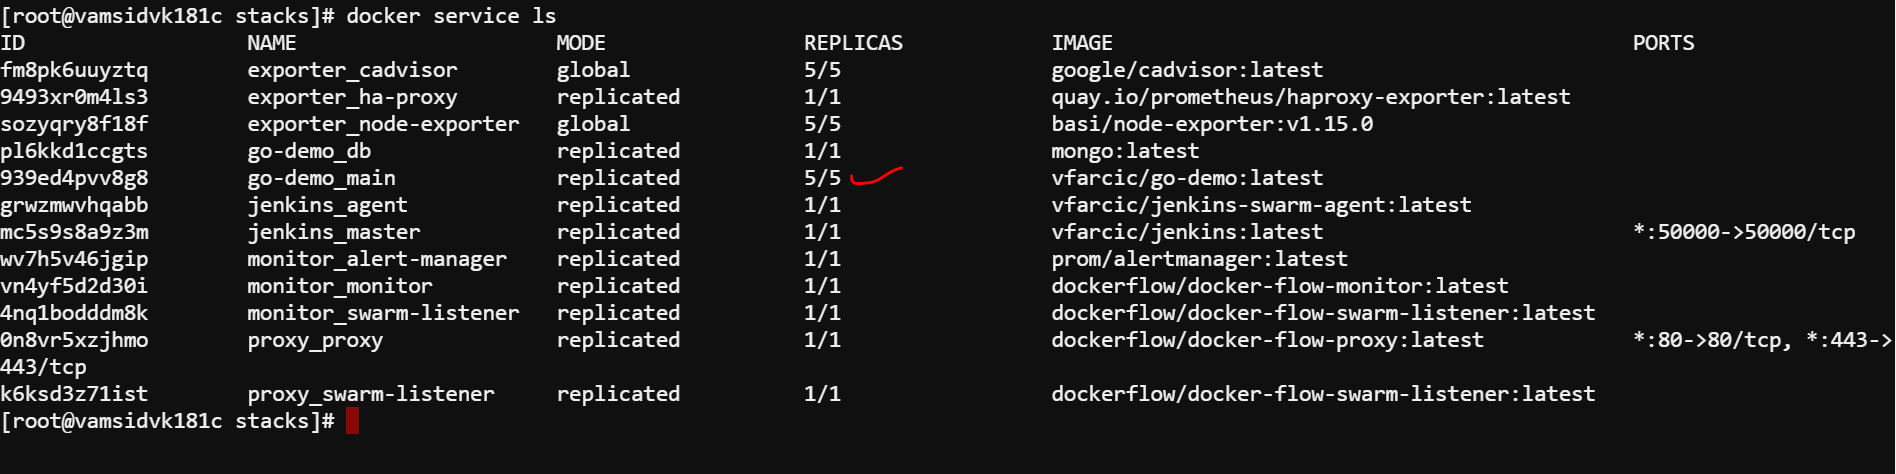 [root@vamsidvk181c stacks]# docker service ls
ID NAME MODE REPLICAS IMAGE PORTS
fm8pk6uuyztq exporter_cadvisor global 5/5 google/cadvisor:latest
9493xr0m4ls3 exporter_ha-proxy replicated 1/1 quay.io/prometheus/haproxy-exporter:latest
sozyqry8f18f exporter_node-exporter global 5/5 basi/node-exporter:v1.15.0
pl6kkd1ccgts go-demo_db replicated 1/1 mongo:latest
939ed4pvv8g8 go-demo_main replicated 5/5 vfarcic/go-demo:latest
grwzmwvhqabb jenkins_agent replicated 1/1 vfarcic/jenkins-swarm-agent:latest
mc5s9s8a9z3m jenkins_master replicated 1/1 vfarcic/jenkins:latest *:50000->50000/tcp
wv7h5v46jgip monitor_alert-manager replicated 1/1 prom/alertmanager:latest
vn4yf5d2d30i monitor_monitor replicated 1/1 dockerflow/docker-flow-monitor:latest
4nq1bodddm8k monitor_swarm-listener replicated 1/1 dockerflow/docker-flow-swarm-listener:latest
0n8vr5xzjhmo proxy_proxy replicated 1/1 dockerflow/docker-flow-proxy:latest *:80->80/tcp, *:443->
443/tcp
k6ksd3z71ist proxy_swarm-listener replicated 1/1 dockerflow/docker-flow-swarm-listener:latest
[root@vamsidvk181c stacks]#